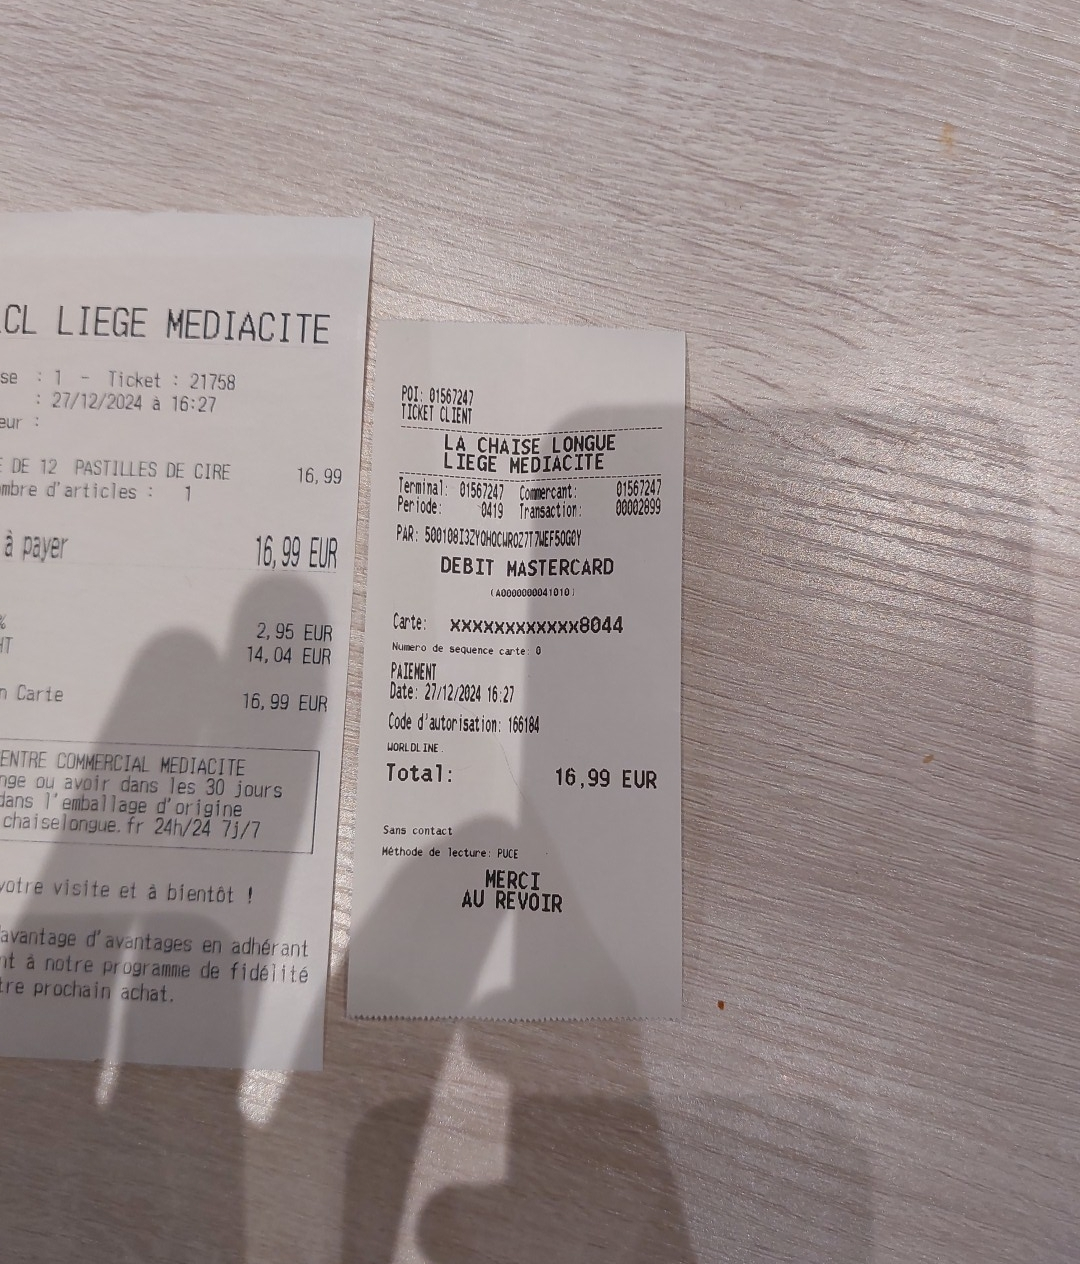 LCL LIEGE MEDIACITE
se : 1 - Ticket : 21758
: 27/12/2024 à 16:27
eur :
E DE 12 PASTILLES DE CIRE 16,99
ombre d'articles : 1
à payer 16,99 EUR
% 2,95 EUR
HT 14,04 EUR
n Carte 16,99 EUR
ENTRE COMMERCIAL MEDIACITE
nge ou avoir dans les 30 jours
dans l'emballage d'origine
chaiselongue.fr 24h/24 7j/7
votre visite et à bientôt !
avantage d'avantages en adhérant
nt à notre programme de fidélité
tre prochain achat.
POI: 01567247
TICKET CLIENT
LA CHAISE LONGUE
LIEGE MEDIACITE
Terminal: 01567247 Commercant: 01567247
Periode: 0419 Transaction: 00002899
PAR: 500108I3ZYQHOCWROZ7T7WEF5OG0Y
DEBIT MASTERCARD
(A0000000041010)
Carte: xxxxxxxxxxxx8044
Numero de sequence carte: 0
PAIEMENT
Date: 27/12/2024 16:27
Code d'autorisation: 166184
WORLDLINE.
Total: 16,99 EUR
Sans contact
Méthode de lecture: PUCE
MERCI
AU REVOIR